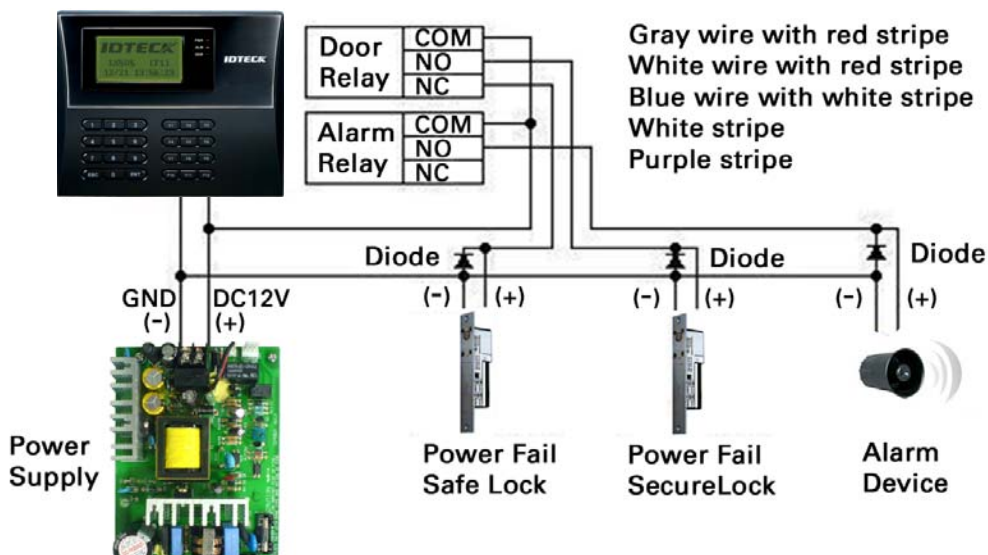 IDTECK
IDTECK
Door Relay
COM
NO
NC
Alarm Relay
COM
NO
NC
Gray wire with red stripe
White wire with red stripe
Blue wire with white stripe
White stripe
Purple stripe
Diode
Diode
Diode
GND
(-)
DC12V
(+)
(-)
(+)
(-)
(+)
(-)
(+)
Power
Supply
Power Fail
Safe Lock
Power Fail
SecureLock
Alarm
Device